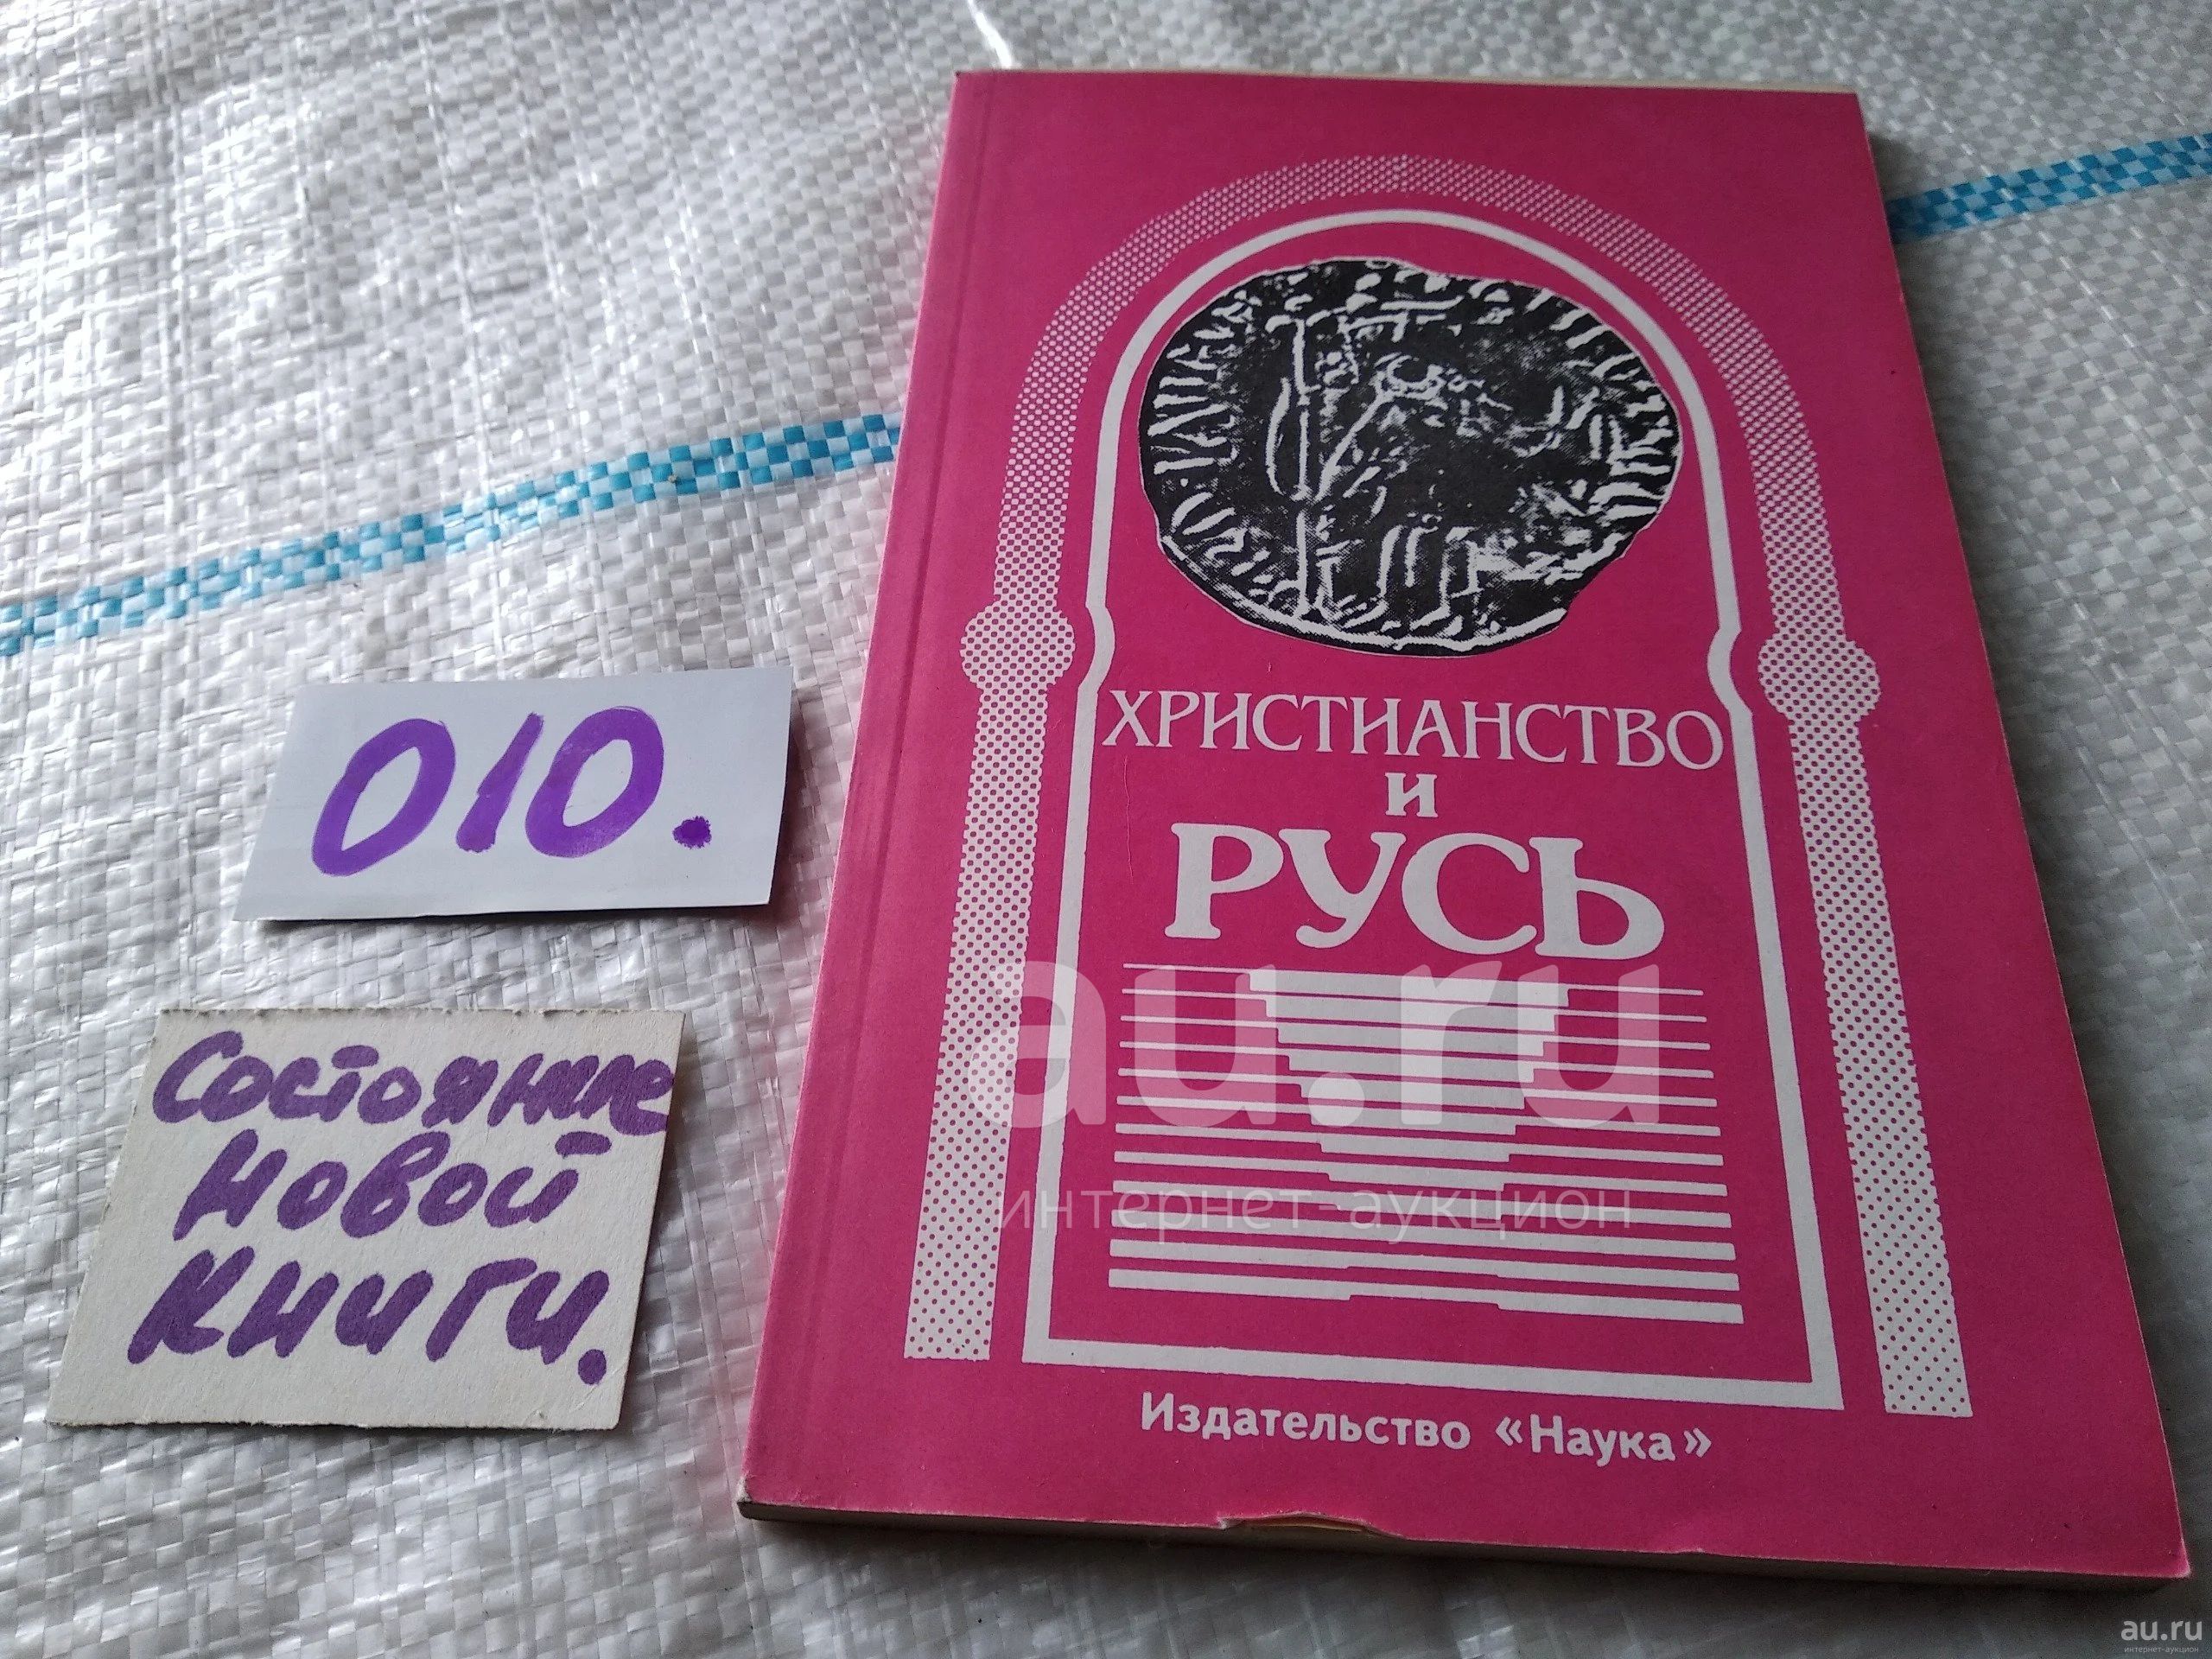 010.
Состояние
новой
книги.
ХРИСТИАНСТВО
и
РУСЬ
au.ru
интернет-аукцион
Издательство «Наука»
au.ru
интернет-аукцион